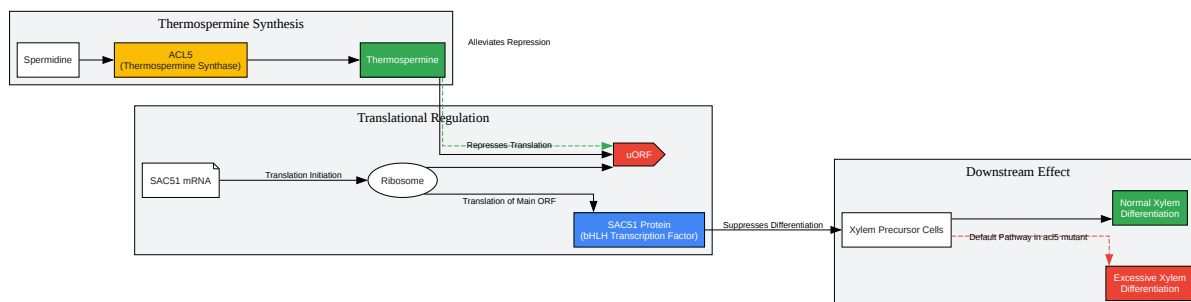 Thermospermine Synthesis
Spermidine
ACL5
(Thermospermine Synthase)
Thermospermine
Alleviates Repression
Translational Regulation
SAC51 mRNA
Translation Initiation
Ribosome
Represses Translation
uORF
Translation of Main ORF
SAC51 Protein
(bHLH Transcription Factor)
Suppresses Differentiation
Downstream Effect
Xylem Precursor Cells
Normal Xylem
Differentiation
Default Pathway in acl5 mutant
Excessive Xylem
Differentiation